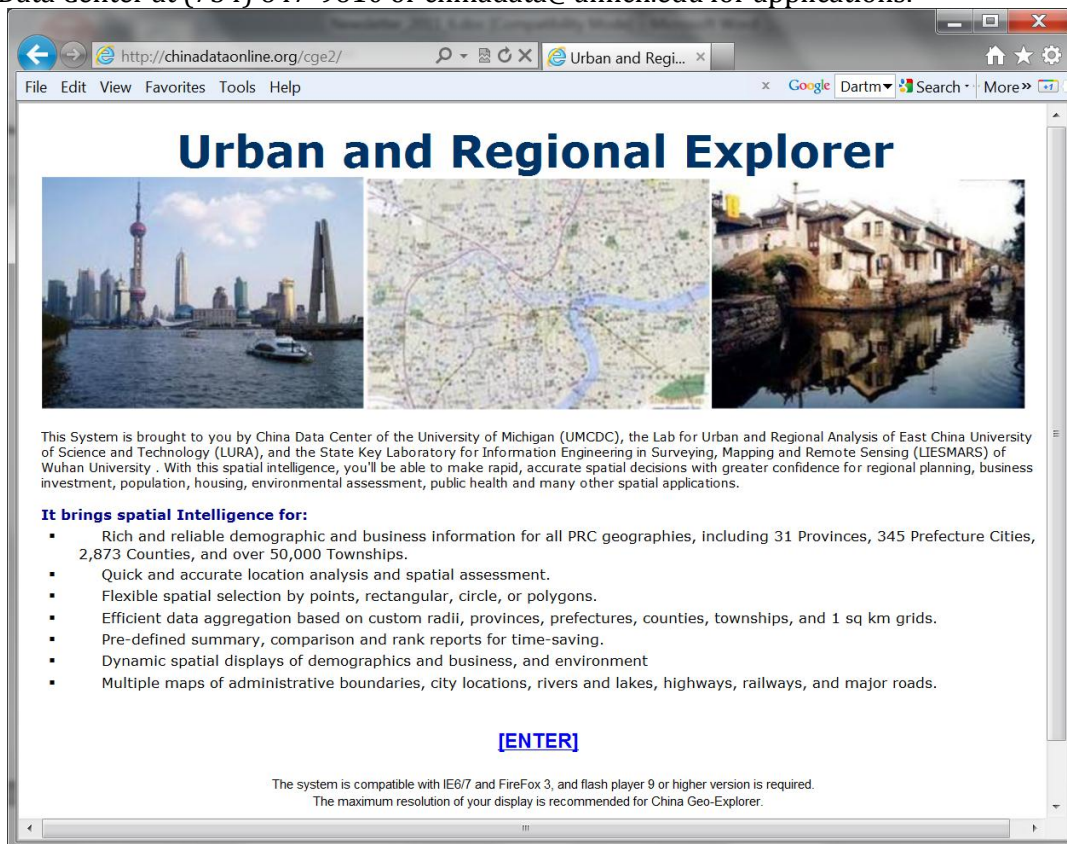 Data Center at (734) 647-9610 or chinadata@ umich.edu for applications.
http://chinadataonline.org/cge2/
Urban and Regi...
File Edit View Favorites Tools Help
x Google Dartm Search More »
Urban and Regional Explorer
This System is brought to you by China Data Center of the University of Michigan (UMCDC), the Lab for Urban and Regional Analysis of East China University
of Science and Technology (LURA), and the State Key Laboratory for Information Engineering in Surveying, Mapping and Remote Sensing (LIESMARS) of
Wuhan University . With this spatial intelligence, you'll be able to make rapid, accurate spatial decisions with greater confidence for regional planning, business
investment, population, housing, environmental assessment, public health and many other spatial applications.
It brings spatial Intelligence for:
▪ Rich and reliable demographic and business information for all PRC geographies, including 31 Provinces, 345 Prefecture Cities,
2,873 Counties, and over 50,000 Townships.
▪ Quick and accurate location analysis and spatial assessment.
▪ Flexible spatial selection by points, rectangular, circle, or polygons.
▪ Efficient data aggregation based on custom radii, provinces, prefectures, counties, townships, and 1 sq km grids.
▪ Pre-defined summary, comparison and rank reports for time-saving.
▪ Dynamic spatial displays of demographics and business, and environment
▪ Multiple maps of administrative boundaries, city locations, rivers and lakes, highways, railways, and major roads.
[ENTER]
The system is compatible with IE6/7 and FireFox 3, and flash player 9 or higher version is required.
The maximum resolution of your display is recommended for China Geo-Explorer.